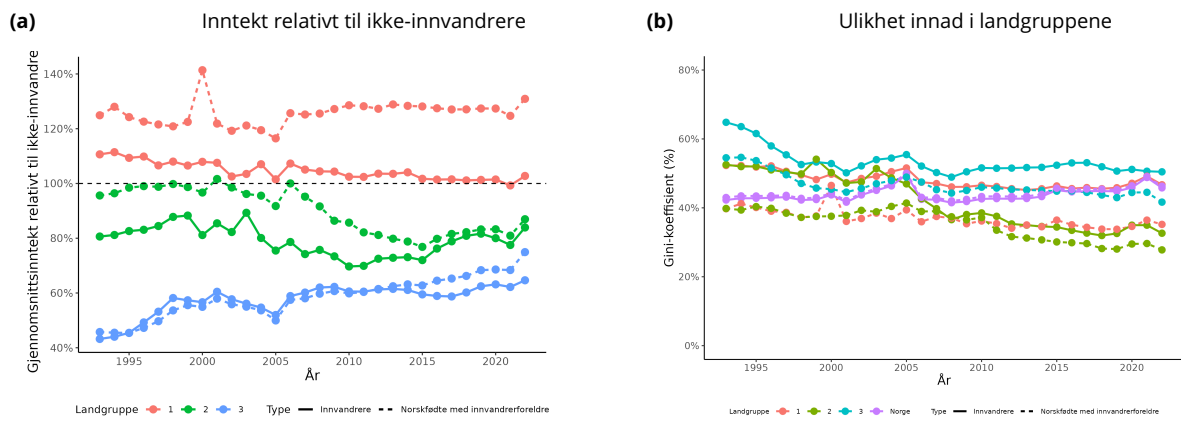 (a)
Inntekt relativt til ikke-innvandrere
Gjennomsnittsinntekt relativt til ikke-innvandre
140%
120%
100%
80%
60%
40%
1995
2000
2005
2010
2015
2020
År
Landgruppe 1 2 3 Type Innvandrere Norskfødte med innvandrerforeldre
(b)
Ulikhet innad i landgruppene
Gini-koeffisient (%)
80%
60%
40%
20%
0%
1995
2000
2005
2010
2015
2020
År
Landgruppe 1 2 3 Norge Type Innvandrere Norskfødte med innvandrerforeldre